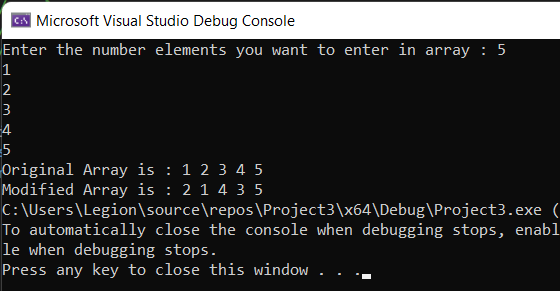 Microsoft Visual Studio Debug Console
Enter the number elements you want to enter in array : 5
1
2
3
4
5
Original Array is : 1 2 3 4 5
Modified Array is : 2 1 4 3 5
C:\Users\Legion\source\repos\Project3\x64\Debug\Project3.exe (
To automatically close the console when debugging stops, enabl
le when debugging stops.
Press any key to close this window . . .